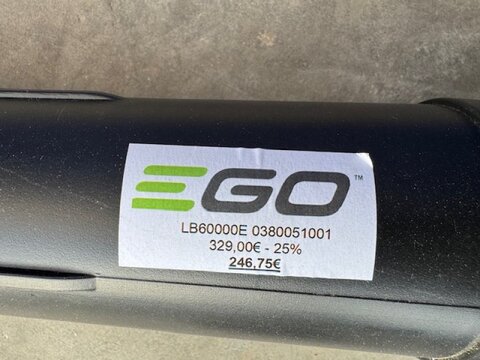 EGO™
LB60000E 0380051001
329,00€ - 25%
246,75€